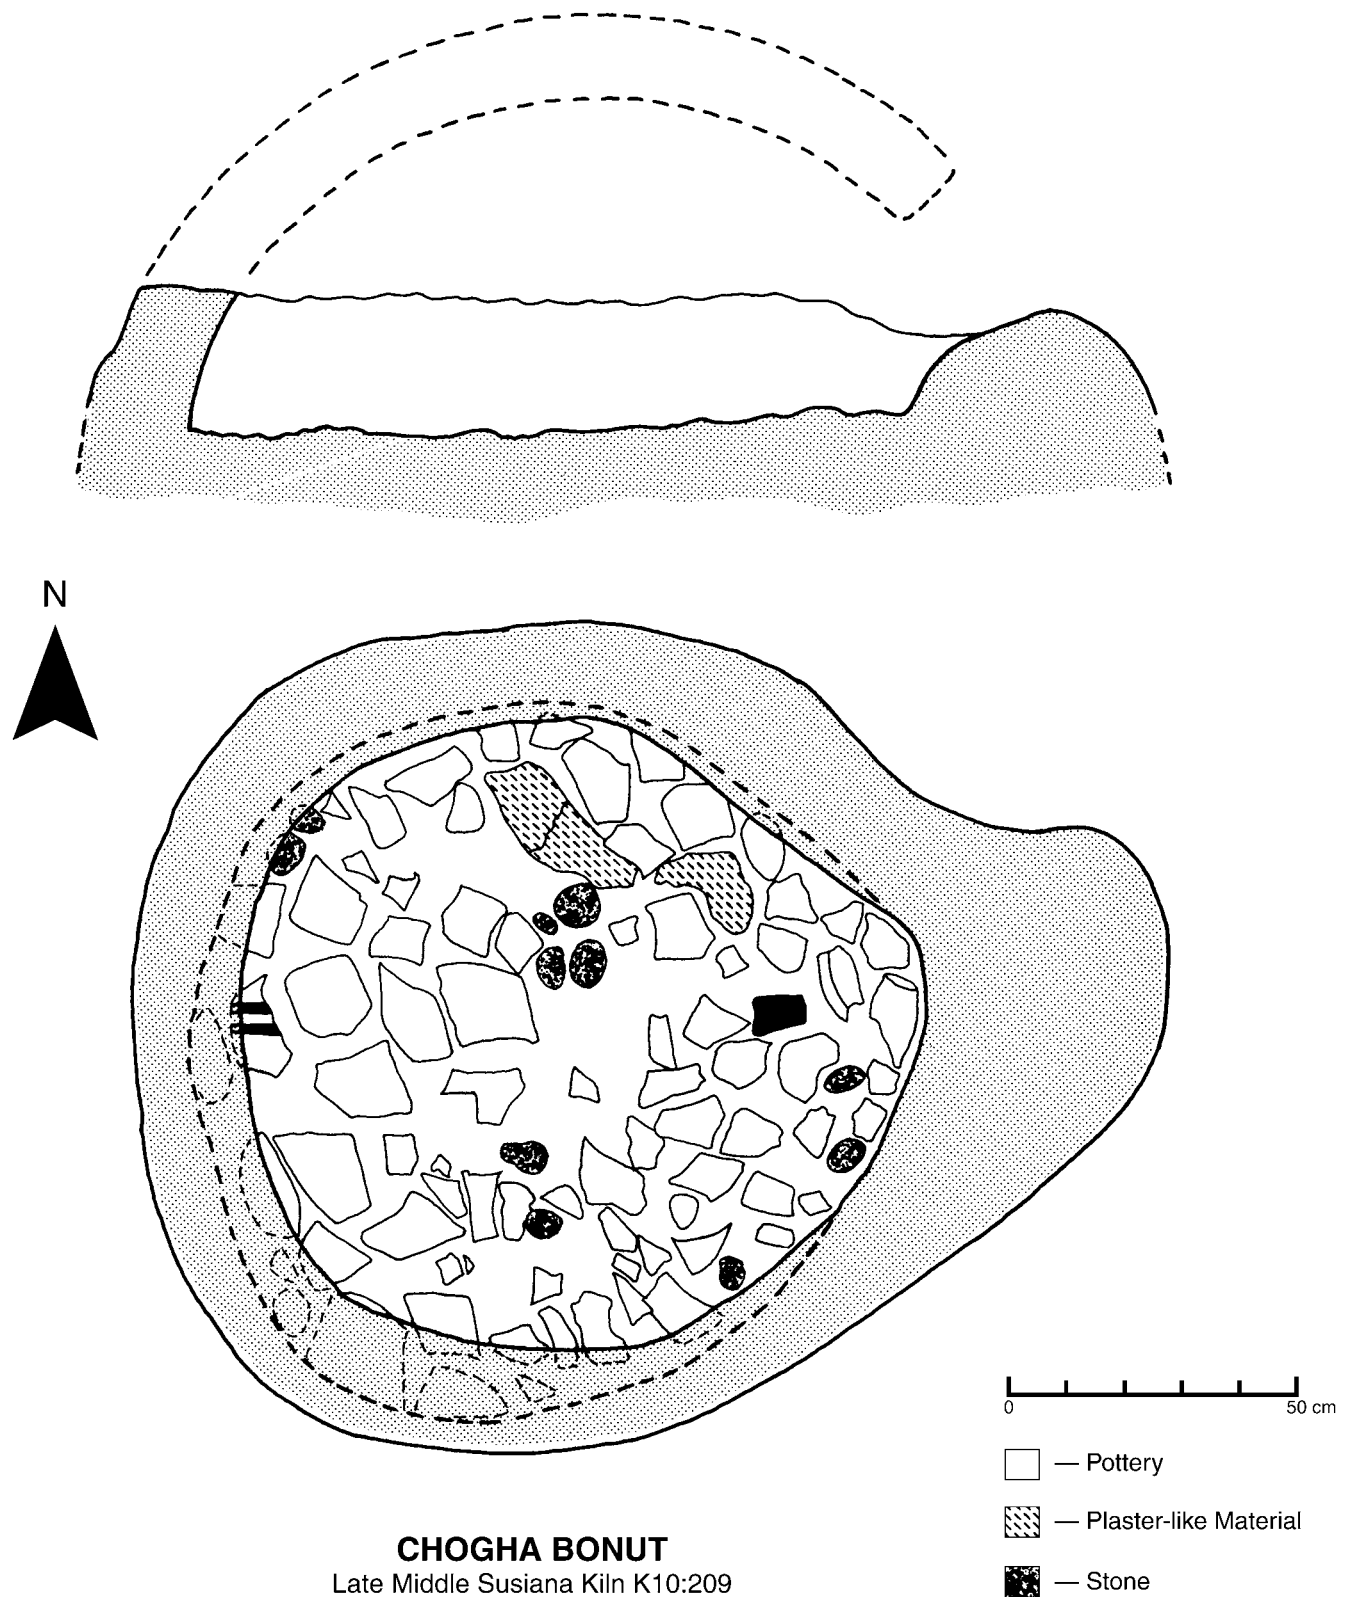 N
0 50 cm
— Pottery
— Plaster-like Material
— Stone
CHOGHA BONUT
Late Middle Susiana Kiln K10:209